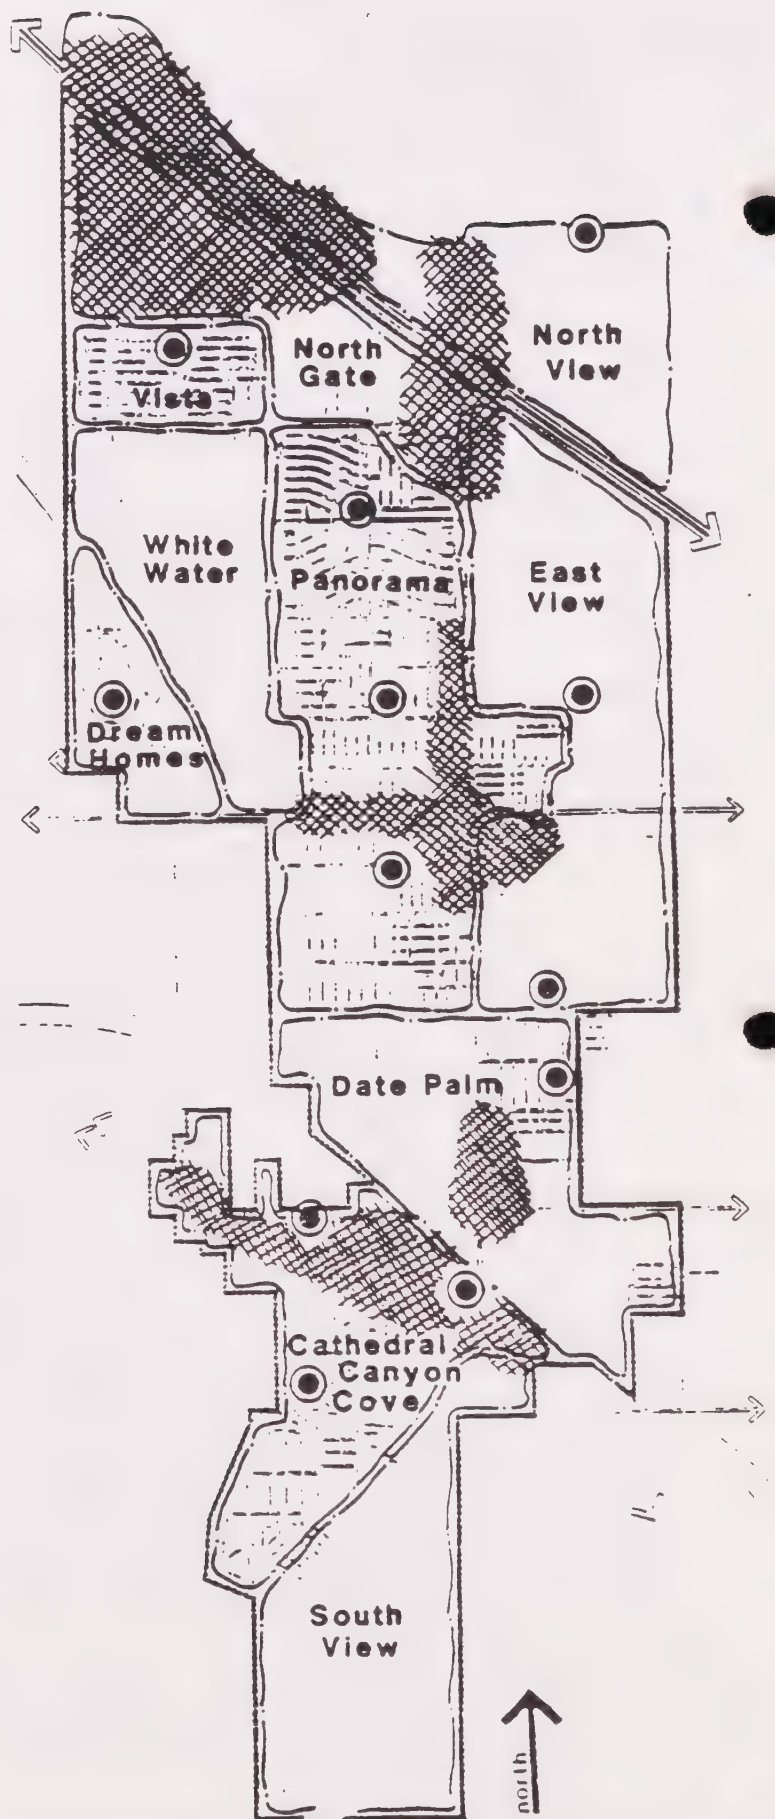 North
Gate
North
View
Vista
White
Water
Panorama
East
View
Dream
Homes
Date Palm
Cathedral
Canyon
Cove
South
View
north